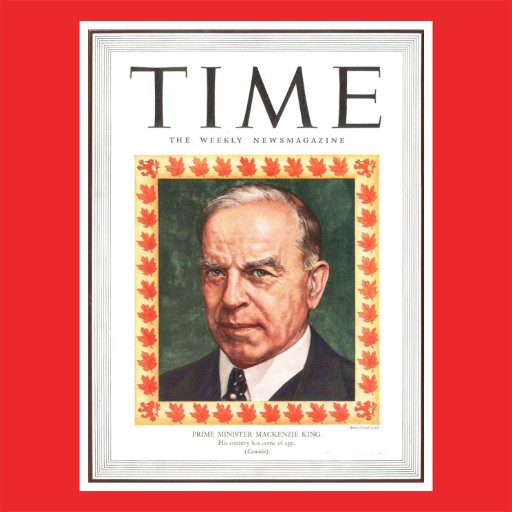 TIME
THE WEEKLY NEWSMAGAZINE
PRIME MINISTER MACKENZIE KING
His country has come of age.
(Canada)